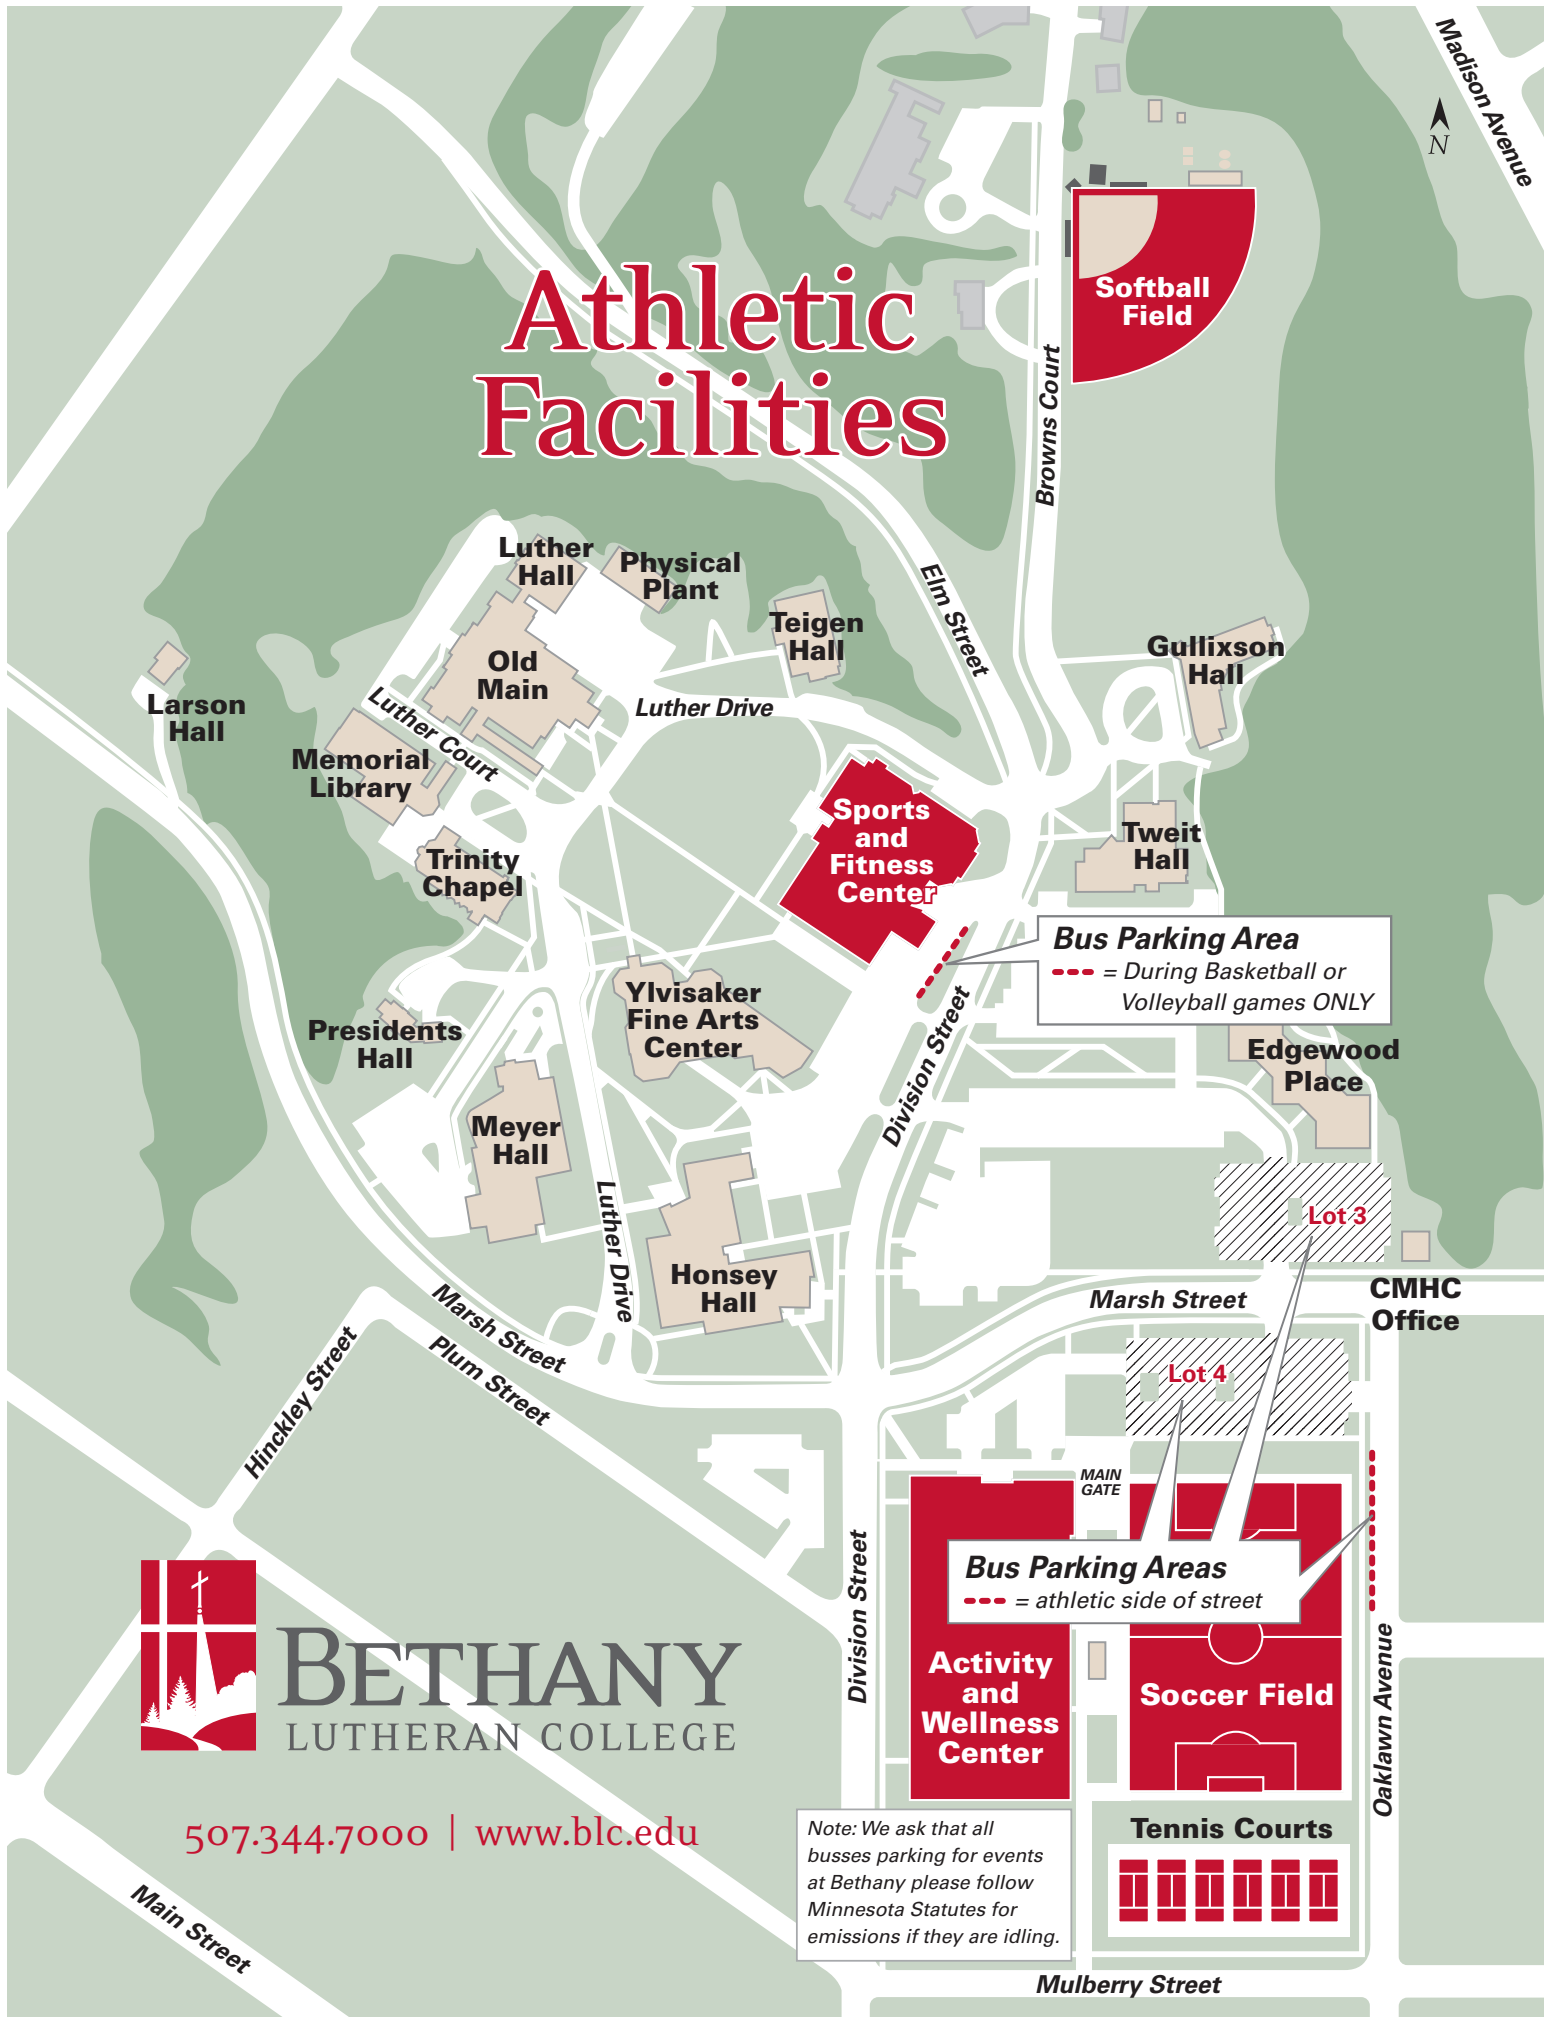 Madison Avenue
N
Softball
Field
Athletic
Facilities
Browns Court
Elm Street
Luther
Hall
Physical
Plant
Teigen
Hall
Gullixson
Hall
Old
Main
Larson
Hall
Luther Court
Luther Drive
Memorial
Library
Sports
and
Fitness
Center
Tweit
Hall
Trinity
Chapel
Bus Parking Area
= During Basketball or
Volleyball games ONLY
Ylvisaker
Fine Arts
Center
Division Street
Presidents
Hall
Edgewood
Place
Meyer
Hall
Luther Drive
Lot 3
Honsey
Hall
Marsh Street
CMHC
Office
Marsh Street
Plum Street
Hinckley Street
Lot 4
MAIN
GATE
Bus Parking Areas
= athletic side of street
Division Street
Activity
and
Wellness
Center
Soccer Field
Oaklawn Avenue
BETHANY
LUTHERAN COLLEGE
507.344.7000 | www.blc.edu
Note: We ask that all
busses parking for events
at Bethany please follow
Minnesota Statutes for
emissions if they are idling.
Tennis Courts
Main Street
Mulberry Street